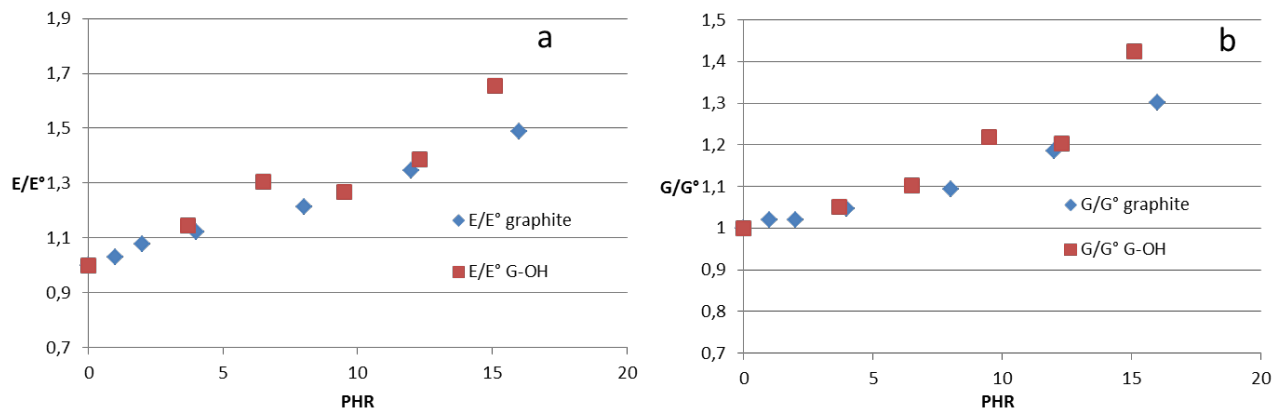 a
1,9
1,7
1,5
1,3
1,1
0,9
0,7
E/E°
0 5 10 15 20
PHR
E/E° graphite
E/E° G-OH
b
1,5
1,4
1,3
1,2
1,1
1
0,9
0,8
0,7
G/G°
0 5 10 15 20
PHR
G/G° graphite
G/G° G-OH